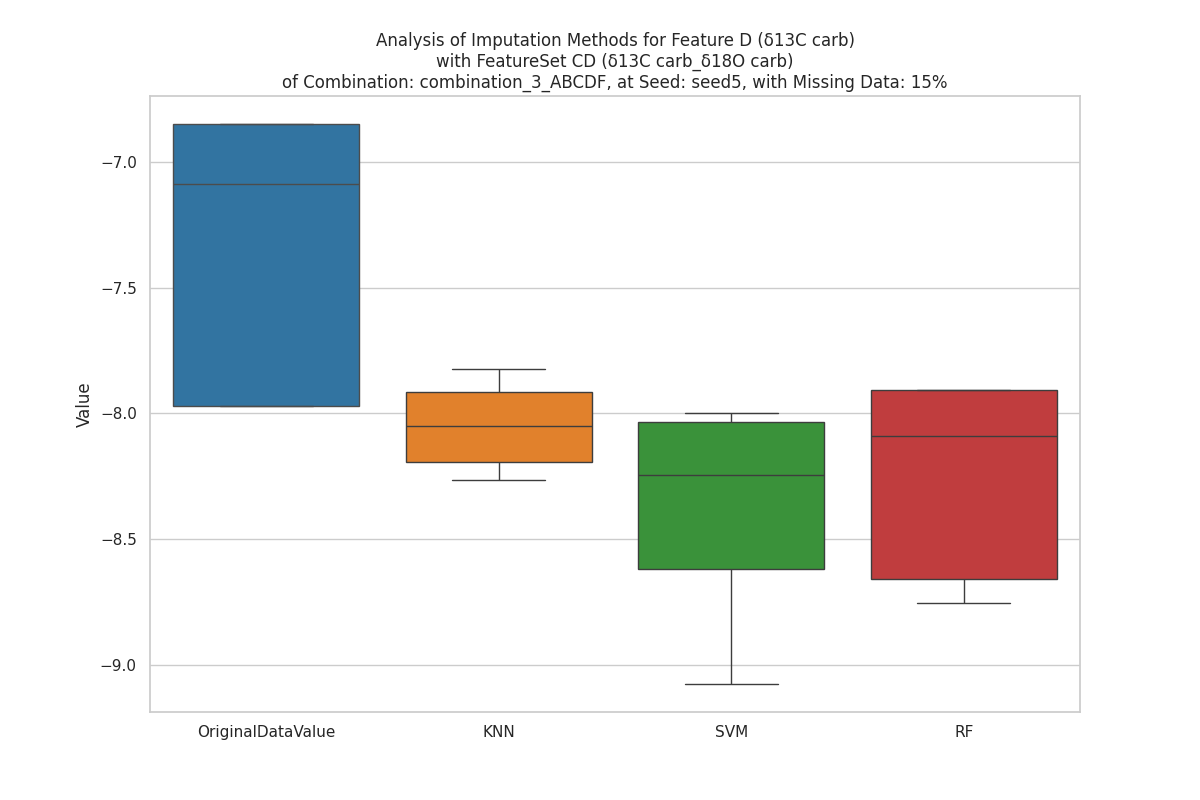 Analysis of Imputation Methods for Feature D (δ13C carb)
with FeatureSet CD (δ13C carb_δ18O carb)
of Combination: combination_3_ABCDF, at Seed: seed5, with Missing Data: 15%
−7.0
−7.5
−8.0
−8.5
−9.0
Value
OriginalDataValue
KNN
SVM
RF